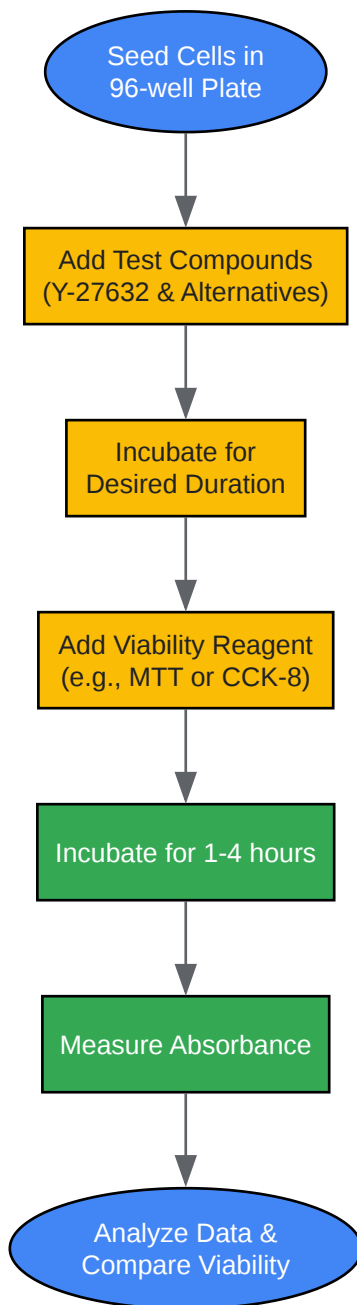 Seed Cells in
96-well Plate
Add Test Compounds
(Y-27632 & Alternatives)
Incubate for
Desired Duration
Add Viability Reagent
(e.g., MTT or CCK-8)
Incubate for 1-4 hours
Measure Absorbance
Analyze Data &
Compare Viability